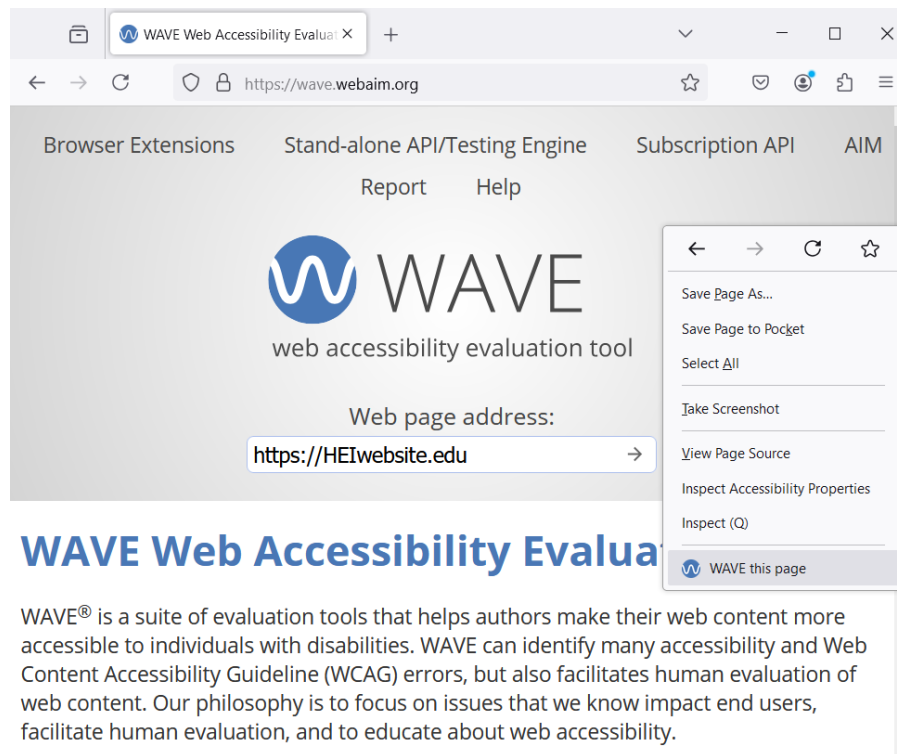 WAVE Web Accessibility Evaluat
https://wave.webaim.org
Browser Extensions Stand-alone API/Testing Engine Subscription API AIM
Report Help
WAVE
web accessibility evaluation tool
Web page address:
https://HEIwebsite.edu
Save Page As...
Save Page to Pocket
Select All
Take Screenshot
View Page Source
Inspect Accessibility Properties
Inspect (Q)
WAVE this page
WAVE Web Accessibility Evalua
WAVE® is a suite of evaluation tools that helps authors make their web content more
accessible to individuals with disabilities. WAVE can identify many accessibility and Web
Content Accessibility Guideline (WCAG) errors, but also facilitates human evaluation of
web content. Our philosophy is to focus on issues that we know impact end users,
facilitate human evaluation, and to educate about web accessibility.